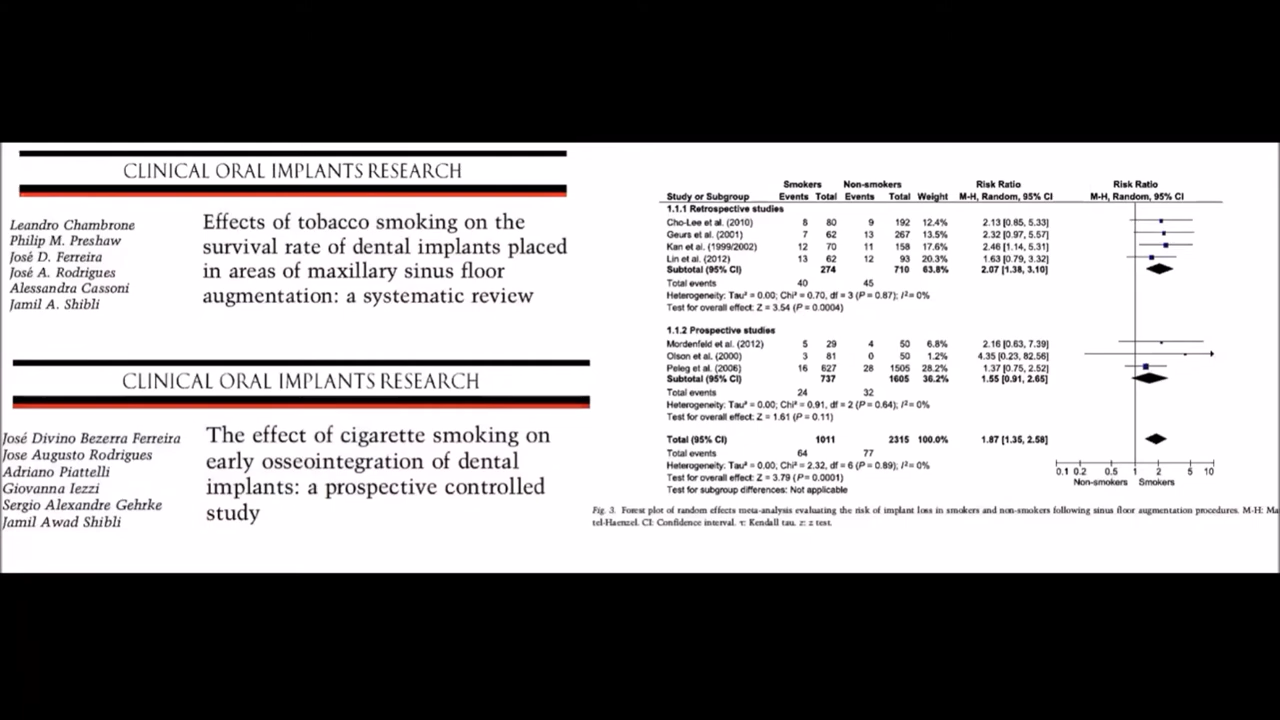 CLINICAL ORAL IMPLANTS RESEARCH
Leandro Chambrone
Philip M. Preshaw
José D. Ferreira
José A. Rodrigues
Alessandra Cassoni
Jamil A. Shibli
Effects of tobacco smoking on the
survival rate of dental implants placed
in areas of maxillary sinus floor
augmentation: a systematic review
CLINICAL ORAL IMPLANTS RESEARCH
José Divino Bezerra Ferreira
Jose Augusto Rodrigues
Adriano Piattelli
Giovanna Iezzi
Sergio Alexandre Gehrke
Jamil Awad Shibli
The effect of cigarette smoking on
early osseointegration of dental
implants: a prospective controlled
study
Smokers Non-smokers Risk Ratio Risk Ratio
Study or Subgroup Events Total Events Total Weight M-H, Random, 95% CI M-H, Random, 95% CI
1.1.1 Retrospective studies
Cho-Lee et al. (2010) 8 80 9 192 12.4% 2.13 [0.85, 5.33]
Geurs et al. (2001) 7 62 13 267 13.5% 2.32 [0.97, 5.57]
Kan et al. (1999/2002) 12 70 11 158 17.6% 2.46 [1.14, 5.31]
Lin et al. (2012) 13 62 12 93 20.3% 1.63 [0.79, 3.32]
Subtotal (95% CI) 274 710 63.8% 2.07 [1.38, 3.10]
Total events 40 45
Heterogeneity: Tau² = 0.00; Chi² = 0.70, df = 3 (P = 0.87); I² = 0%
Test for overall effect: Z = 3.54 (P = 0.0004)
1.1.2 Prospective studies
Mordenfeld et al. (2012) 5 29 4 50 6.8% 2.16 [0.63, 7.39]
Olson et al. (2000) 3 81 0 50 1.2% 4.35 [0.23, 82.56]
Peleg et al. (2006) 16 627 28 1505 28.2% 1.37 [0.75, 2.52]
Subtotal (95% CI) 737 1605 36.2% 1.55 [0.91, 2.65]
Total events 24 32
Heterogeneity: Tau² = 0.00; Chi² = 0.91, df = 2 (P = 0.64); I² = 0%
Test for overall effect: Z = 1.61 (P = 0.11)
Total (95% CI) 1011 2315 100.0% 1.87 [1.35, 2.58]
Total events 64 77
Heterogeneity: Tau² = 0.00; Chi² = 2.32, df = 6 (P = 0.89); I² = 0%
Test for overall effect: Z = 3.79 (P = 0.0001)
Test for subgroup differences: Not applicable
0.1 0.2 0.5 1 2 5 10
Non-smokers Smokers
Fig. 3. Forest plot of random effects meta-analysis evaluating the risk of implant loss in smokers and non-smokers following sinus floor augmentation procedures. M-H: Ma
tel-Haenzel. CI: Confidence interval. τ: Kendall tau. z: z test.